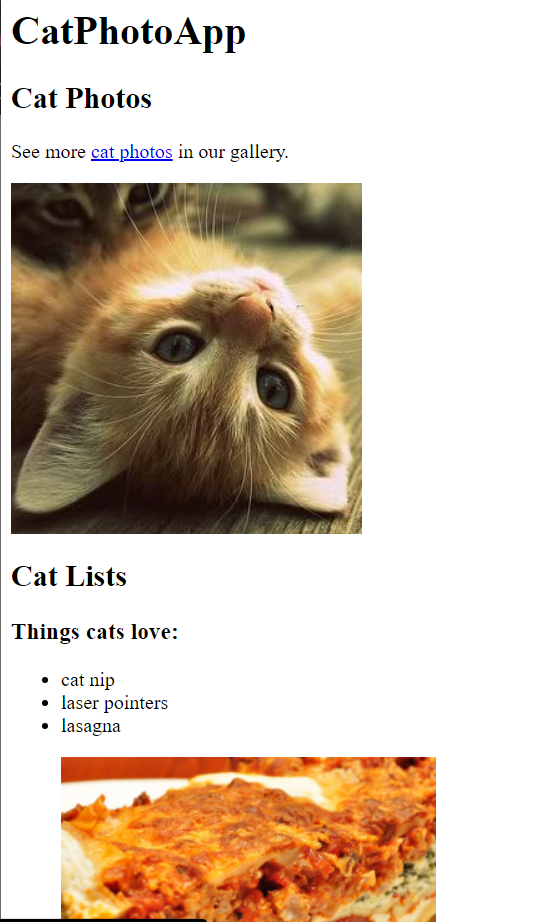 CatPhotoApp
Cat Photos
See more cat photos in our gallery.
Cat Lists
Things cats love:
cat nip
laser pointers
lasagna